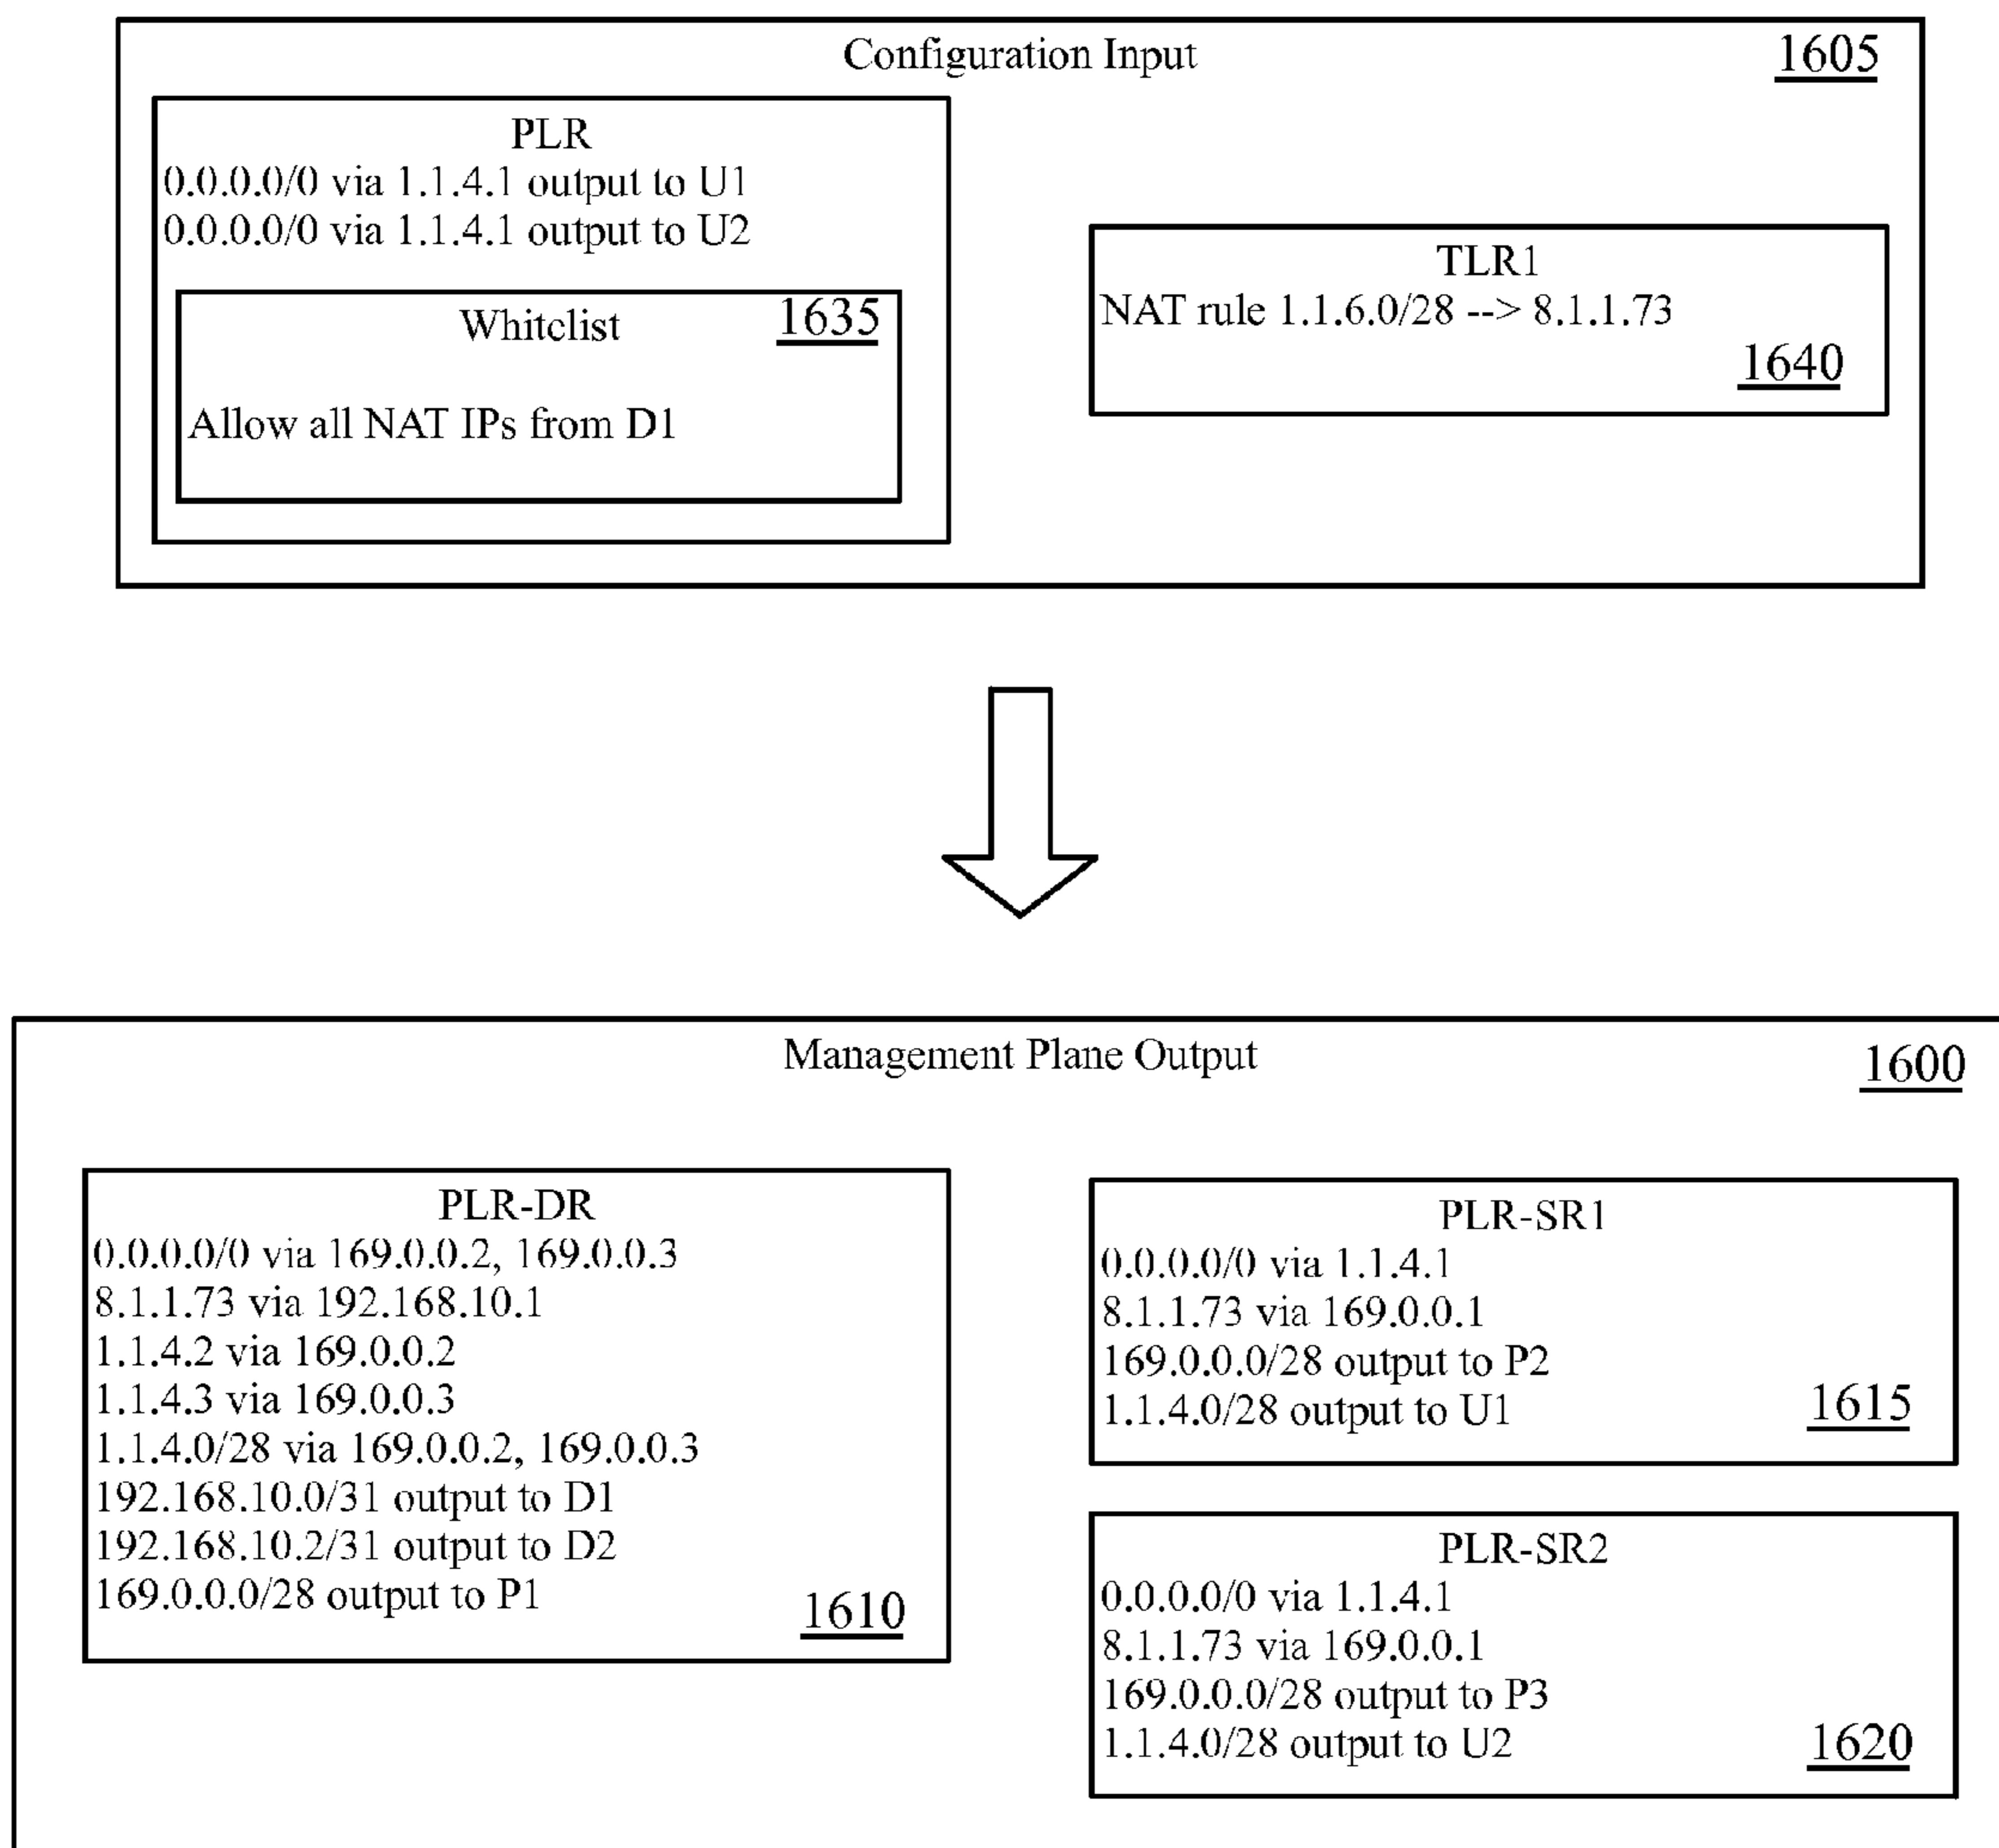 Configuration Input
1605
PLR
0.0.0.0/0 via 1.1.4.1 output to U1
0.0.0.0/0 via 1.1.4.1 output to U2
Whitelist
1635
Allow all NAT IPs from D1
TLR1
NAT rule 1.1.6.0/28 --> 8.1.1.73
1640
Management Plane Output
1600
PLR-DR
0.0.0.0/0 via 169.0.0.2, 169.0.0.3
8.1.1.73 via 192.168.10.1
1.1.4.2 via 169.0.0.2
1.1.4.3 via 169.0.0.3
1.1.4.0/28 via 169.0.0.2, 169.0.0.3
192.168.10.0/31 output to D1
192.168.10.2/31 output to D2
169.0.0.0/28 output to P1
1610
PLR-SR1
0.0.0.0/0 via 1.1.4.1
8.1.1.73 via 169.0.0.1
169.0.0.0/28 output to P2
1.1.4.0/28 output to U1
1615
PLR-SR2
0.0.0.0/0 via 1.1.4.1
8.1.1.73 via 169.0.0.1
169.0.0.0/28 output to P3
1.1.4.0/28 output to U2
1620